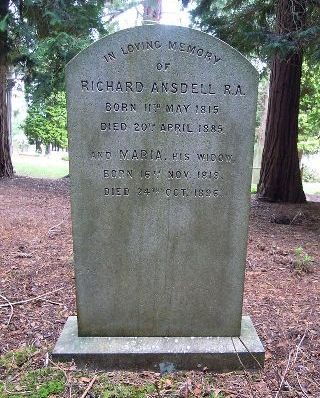 IN LOVING MEMORY
OF
RICHARD ANSDELL R.A.
BORN 11TH MAY 1815
DIED 20TH APRIL 1885
AND MARIA, HIS WIDOW,
BORN 16TH NOV. 1819.
DIED 24TH OCT. 1896.